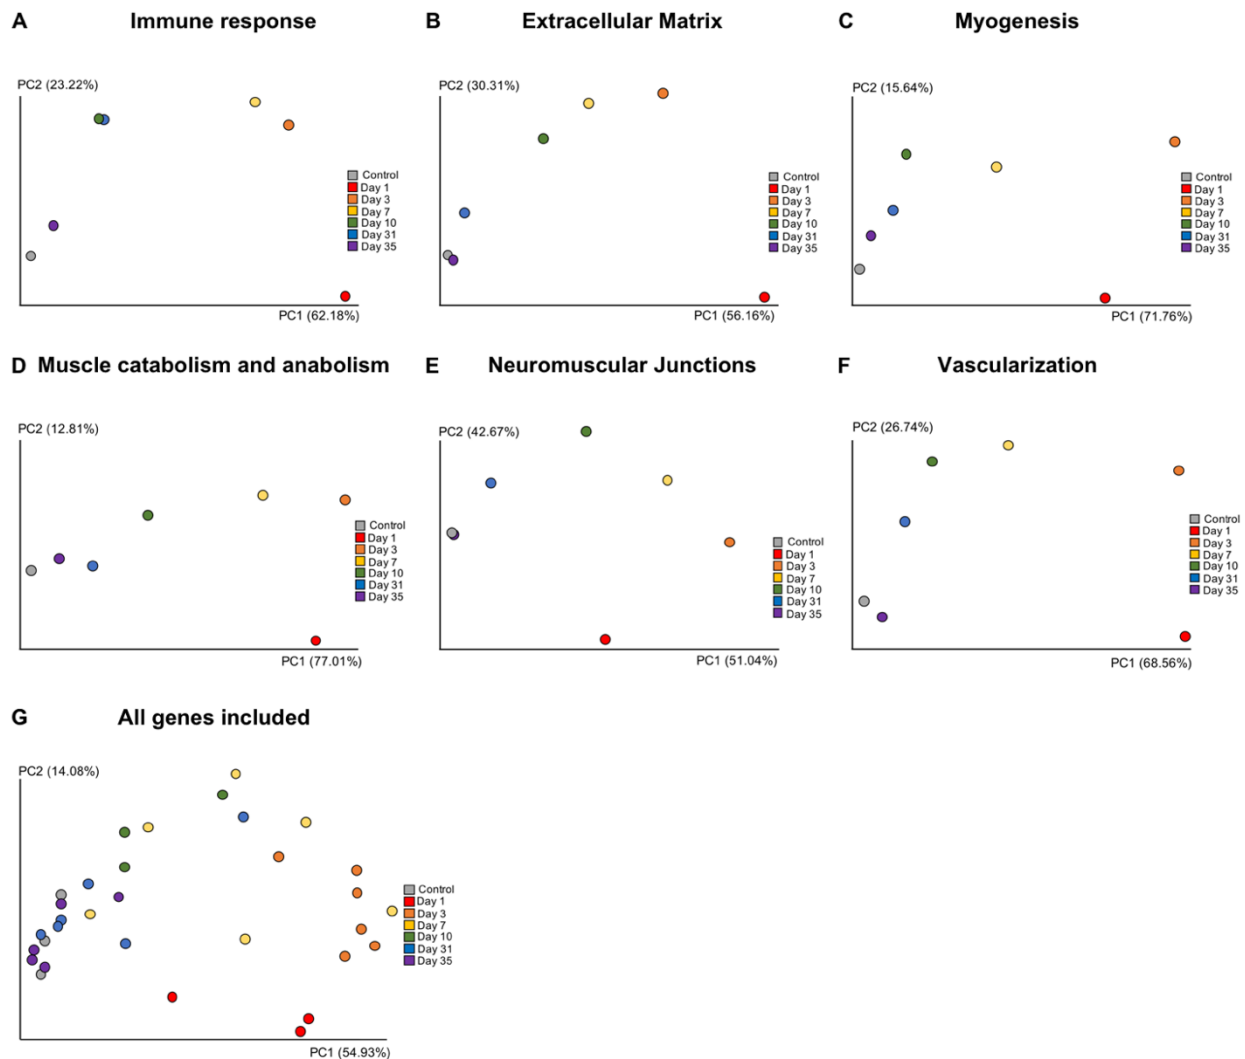 A Immune response
PC2 (23.22%)
Control
Day 1
Day 3
Day 7
Day 10
Day 31
Day 35
PC1 (62.18%)
B Extracellular Matrix
PC2 (30.31%)
Control
Day 1
Day 3
Day 7
Day 10
Day 31
Day 35
PC1 (56.16%)
C Myogenesis
PC2 (15.64%)
Control
Day 1
Day 3
Day 7
Day 10
Day 31
Day 35
PC1 (71.76%)
D Muscle catabolism and anabolism
PC2 (12.81%)
Control
Day 1
Day 3
Day 7
Day 10
Day 31
Day 35
PC1 (77.01%)
E Neuromuscular Junctions
PC2 (42.67%)
Control
Day 1
Day 3
Day 7
Day 10
Day 31
Day 35
PC1 (51.04%)
F Vascularization
PC2 (26.74%)
Control
Day 1
Day 3
Day 7
Day 10
Day 31
Day 35
PC1 (68.56%)
G All genes included
PC2 (14.08%)
Control
Day 1
Day 3
Day 7
Day 10
Day 31
Day 35
PC1 (54.93%)